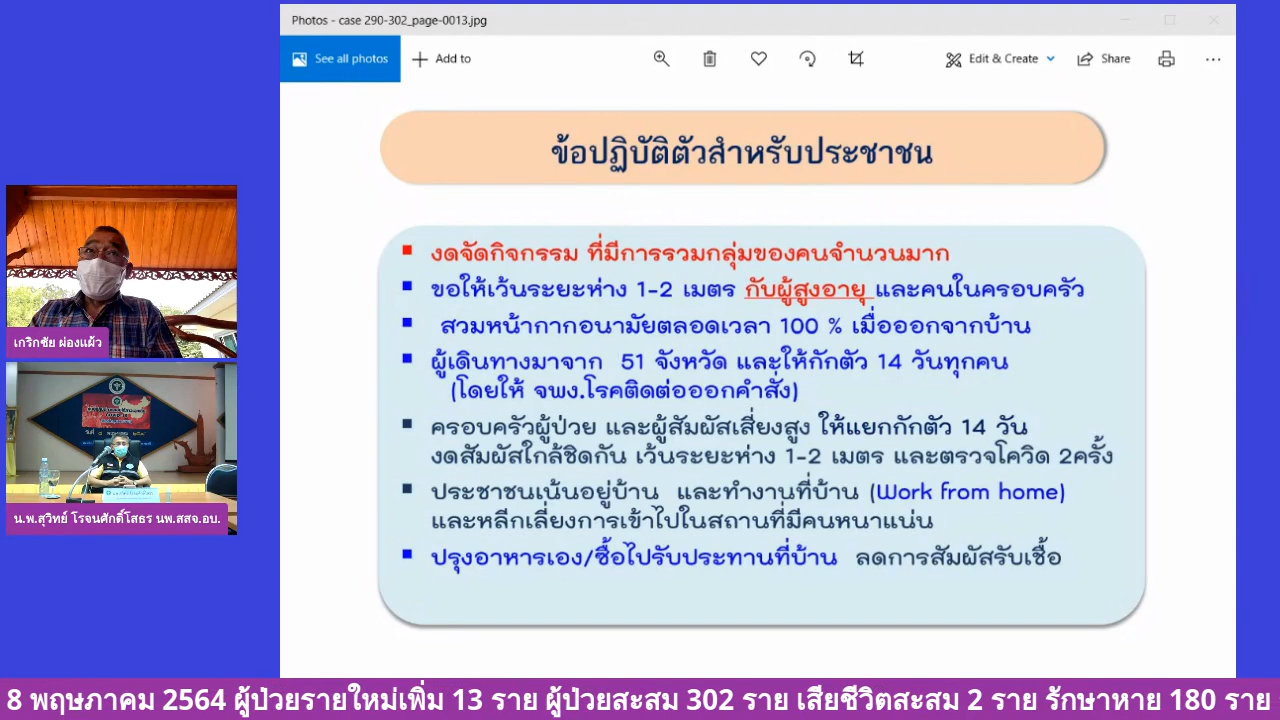 Photos - case 290-302_page-0013.jpg
See all photos
Add to
Edit & Create
Share
ข้อปฏิบัติตัวสำหรับประชาชน
งดจัดกิจกรรม ที่มีการรวมกลุ่มของคนจำนวนมาก
ขอให้เว้นระยะห่าง 1-2 เมตร กับผู้สูงอายุ และคนในครอบครัว
สวมหน้ากากอนามัยตลอดเวลา 100 % เมื่อออกจากบ้าน
ผู้เดินทางมาจาก 51 จังหวัด และให้กักตัว 14 วันทุกคน
(โดยให้ จพง.โรคติดต่อออกคำสั่ง)
ครอบครัวผู้ป่วย และผู้สัมผัสเสี่ยงสูง ให้แยกกักตัว 14 วัน
งดสัมผัสใกล้ชิดกัน เว้นระยะห่าง 1-2 เมตร และตรวจโควิด 2ครั้ง
ประชาชนเน้นอยู่บ้าน และทำงานที่บ้าน (Work from home)
และหลีกเลี่ยงการเข้าไปในสถานที่มีคนหนาแน่น
ปรุงอาหารเอง/ซื้อไปรับประทานที่บ้าน ลดการสัมผัสรับเชื้อ
เกริกชัย ผ่องแผ้ว
น.พ.สุวิทย์ โรจนศักดิ์โสธร นพ.สสจ.อบ.
8 พฤษภาคม 2564 ผู้ป่วยรายใหม่เพิ่ม 13 ราย ผู้ป่วยสะสม 302 ราย เสียชีวิตสะสม 2 ราย รักษาหาย 180 ราย